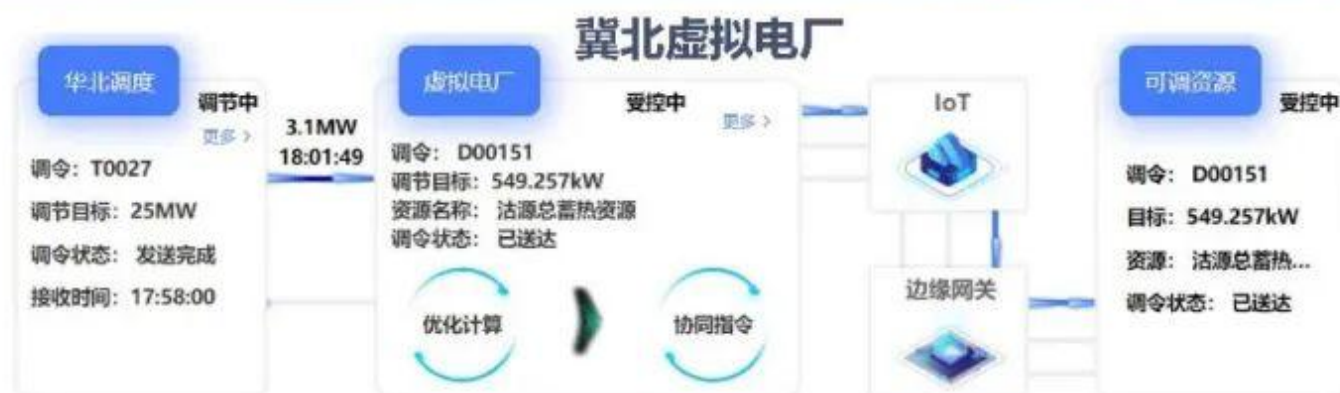 冀北虚拟电厂
华北调度
调节中
更多 >
调令: T0027
调节目标: 25MW
调令状态: 发送完成
接收时间: 17:58:00
3.1MW
18:01:49
虚拟电厂
受控中
更多 >
调令: D00151
调节目标: 549.257kW
资源名称: 沽源总蓄热资源
调令状态: 已送达
优化计算
协同指令
IoT
边缘网关
可调资源
受控中
调令: D00151
目标: 549.257kW
资源: 沽源总蓄热...
调令状态: 已送达